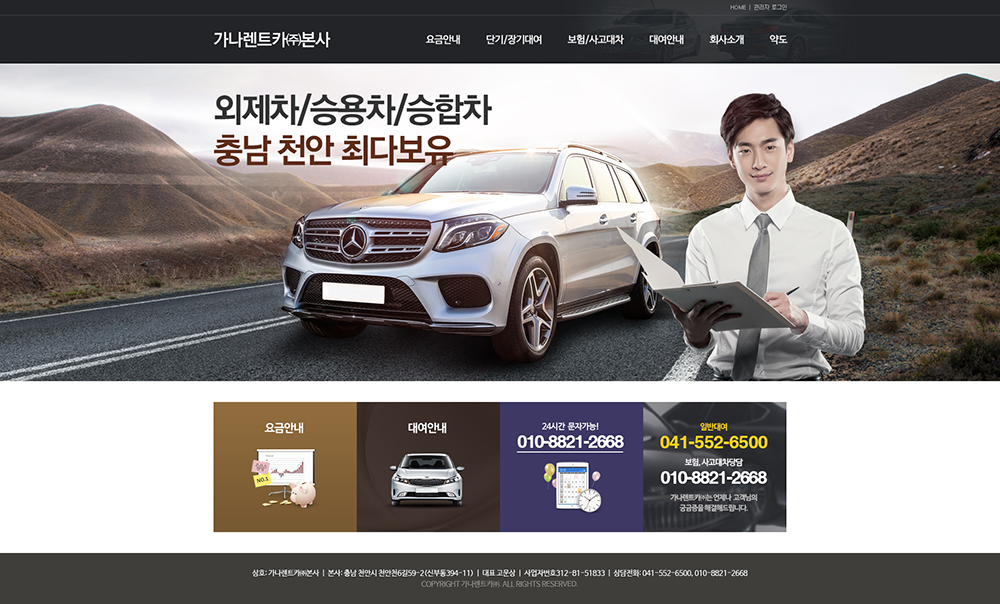 HOME | 관리자 로그인
가나렌트카㈜본사
요금안내 단기/장기대여 보험/사고대차 대여안내 회사소개 약도
외제차/승용차/승합차
충남 천안 최다보유
요금안내
NO.1
대여안내
24시간 문자가능!
010-8821-2668
일반대여
041-552-6500
보험, 사고대차담당
010-8821-2668
가나렌트카㈜는 언제나 고객님의
궁금증을 해결해드립니다.
상호: 가나렌트카㈜본사 | 본사: 충남 천안시 천안천6길59-2(신부동394-11) | 대표 고문상 | 사업자번호312-81-51833 | 상담전화: 041-552-6500, 010-8821-2668
COPYRIGHT 가나렌트카㈜. ALL RIGHTS RESERVED.